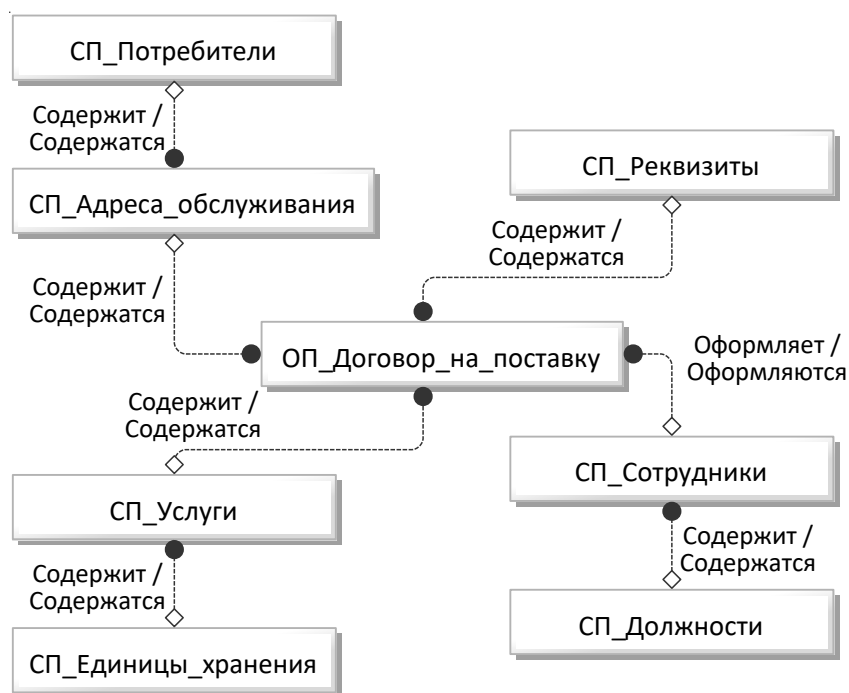 СП_Потребители
Содержит /
Содержатся
СП_Реквизиты
СП_Адреса_обслуживания
Содержит /
Содержатся
Содержит /
Содержатся
ОП_Договор_на_поставку
Оформляет /
Оформляются
Содержит /
Содержатся
СП_Сотрудники
СП_Услуги
Содержит /
Содержатся
Содержит /
Содержатся
СП_Должности
СП_Единицы_хранения